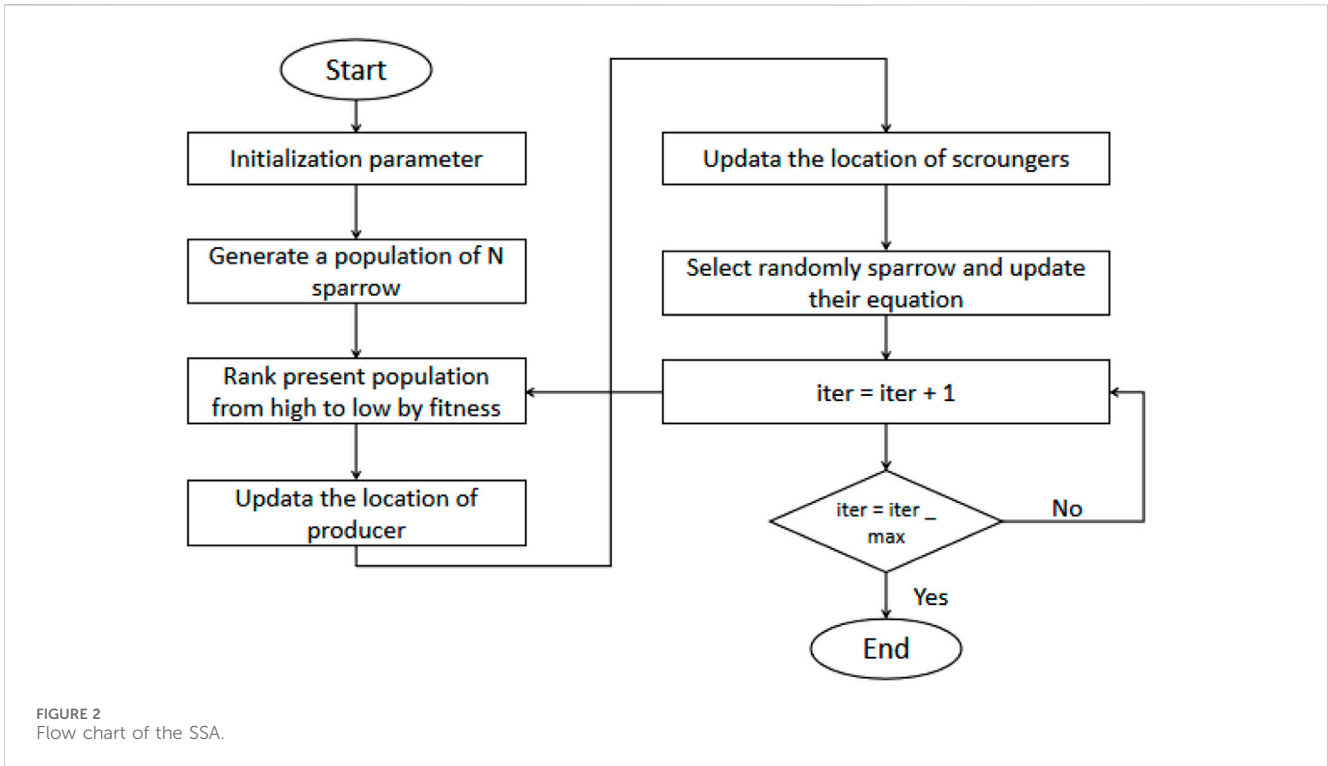 Start
Initialization parameter
Generate a population of N
sparrow
Rank present population
from high to low by fitness
Updata the location of
producer
Updata the location of scroungers
Select randomly sparrow and update
their equation
iter = iter + 1
iter = iter _
max
No
Yes
End
FIGURE 2
Flow chart of the SSA.